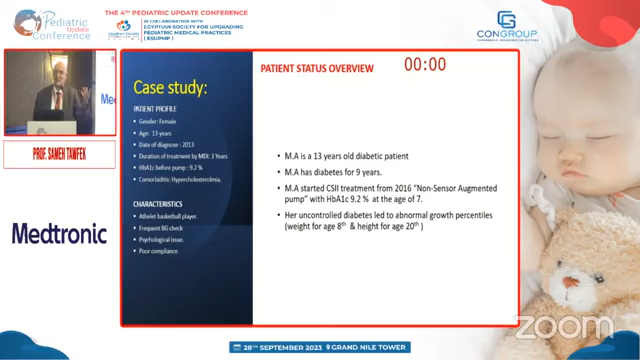 Pediatric
Update
Conference
THE 4TH PEDIATRIC UPDATE CONFERENCE
IN COLLABORATION WITH
EGYPTIAN SOCIETY FOR UPGRADING
PEDIATRIC MEDICAL PRACTICES
( ESUPMP )
CONGROUP
PROF. SAMEH TAWFEK
Medtronic
Case study:
PATIENT PROFILE
• Gender: Female
• Age: 13 years
• Date of diagnose : 2013
• Duration of treatment by MDI: 3 Years
• HbA1c before pump : 9.2 %
• Comorbidits: Hypercholesterolmia.
CHARACTERISTICS
• Athelet basketball player.
• Frequent BG check
• Psychological issue.
• Poor compliance
PATIENT STATUS OVERVIEW
00:00
• M.A is a 13 years old diabetic patient
• M.A has diabetes for 9 years.
• M.A started CSII treatment from 2016 “Non-Sensor Augmented
pump” with HbA1c 9.2 % at the age of 7.
• Her uncontrolled diabetes led to abnormal growth percentiles
(weight for age 8th & height for age 20th )
28TH SEPTEMBER 2023 GRAND NILE TOWER
zoom